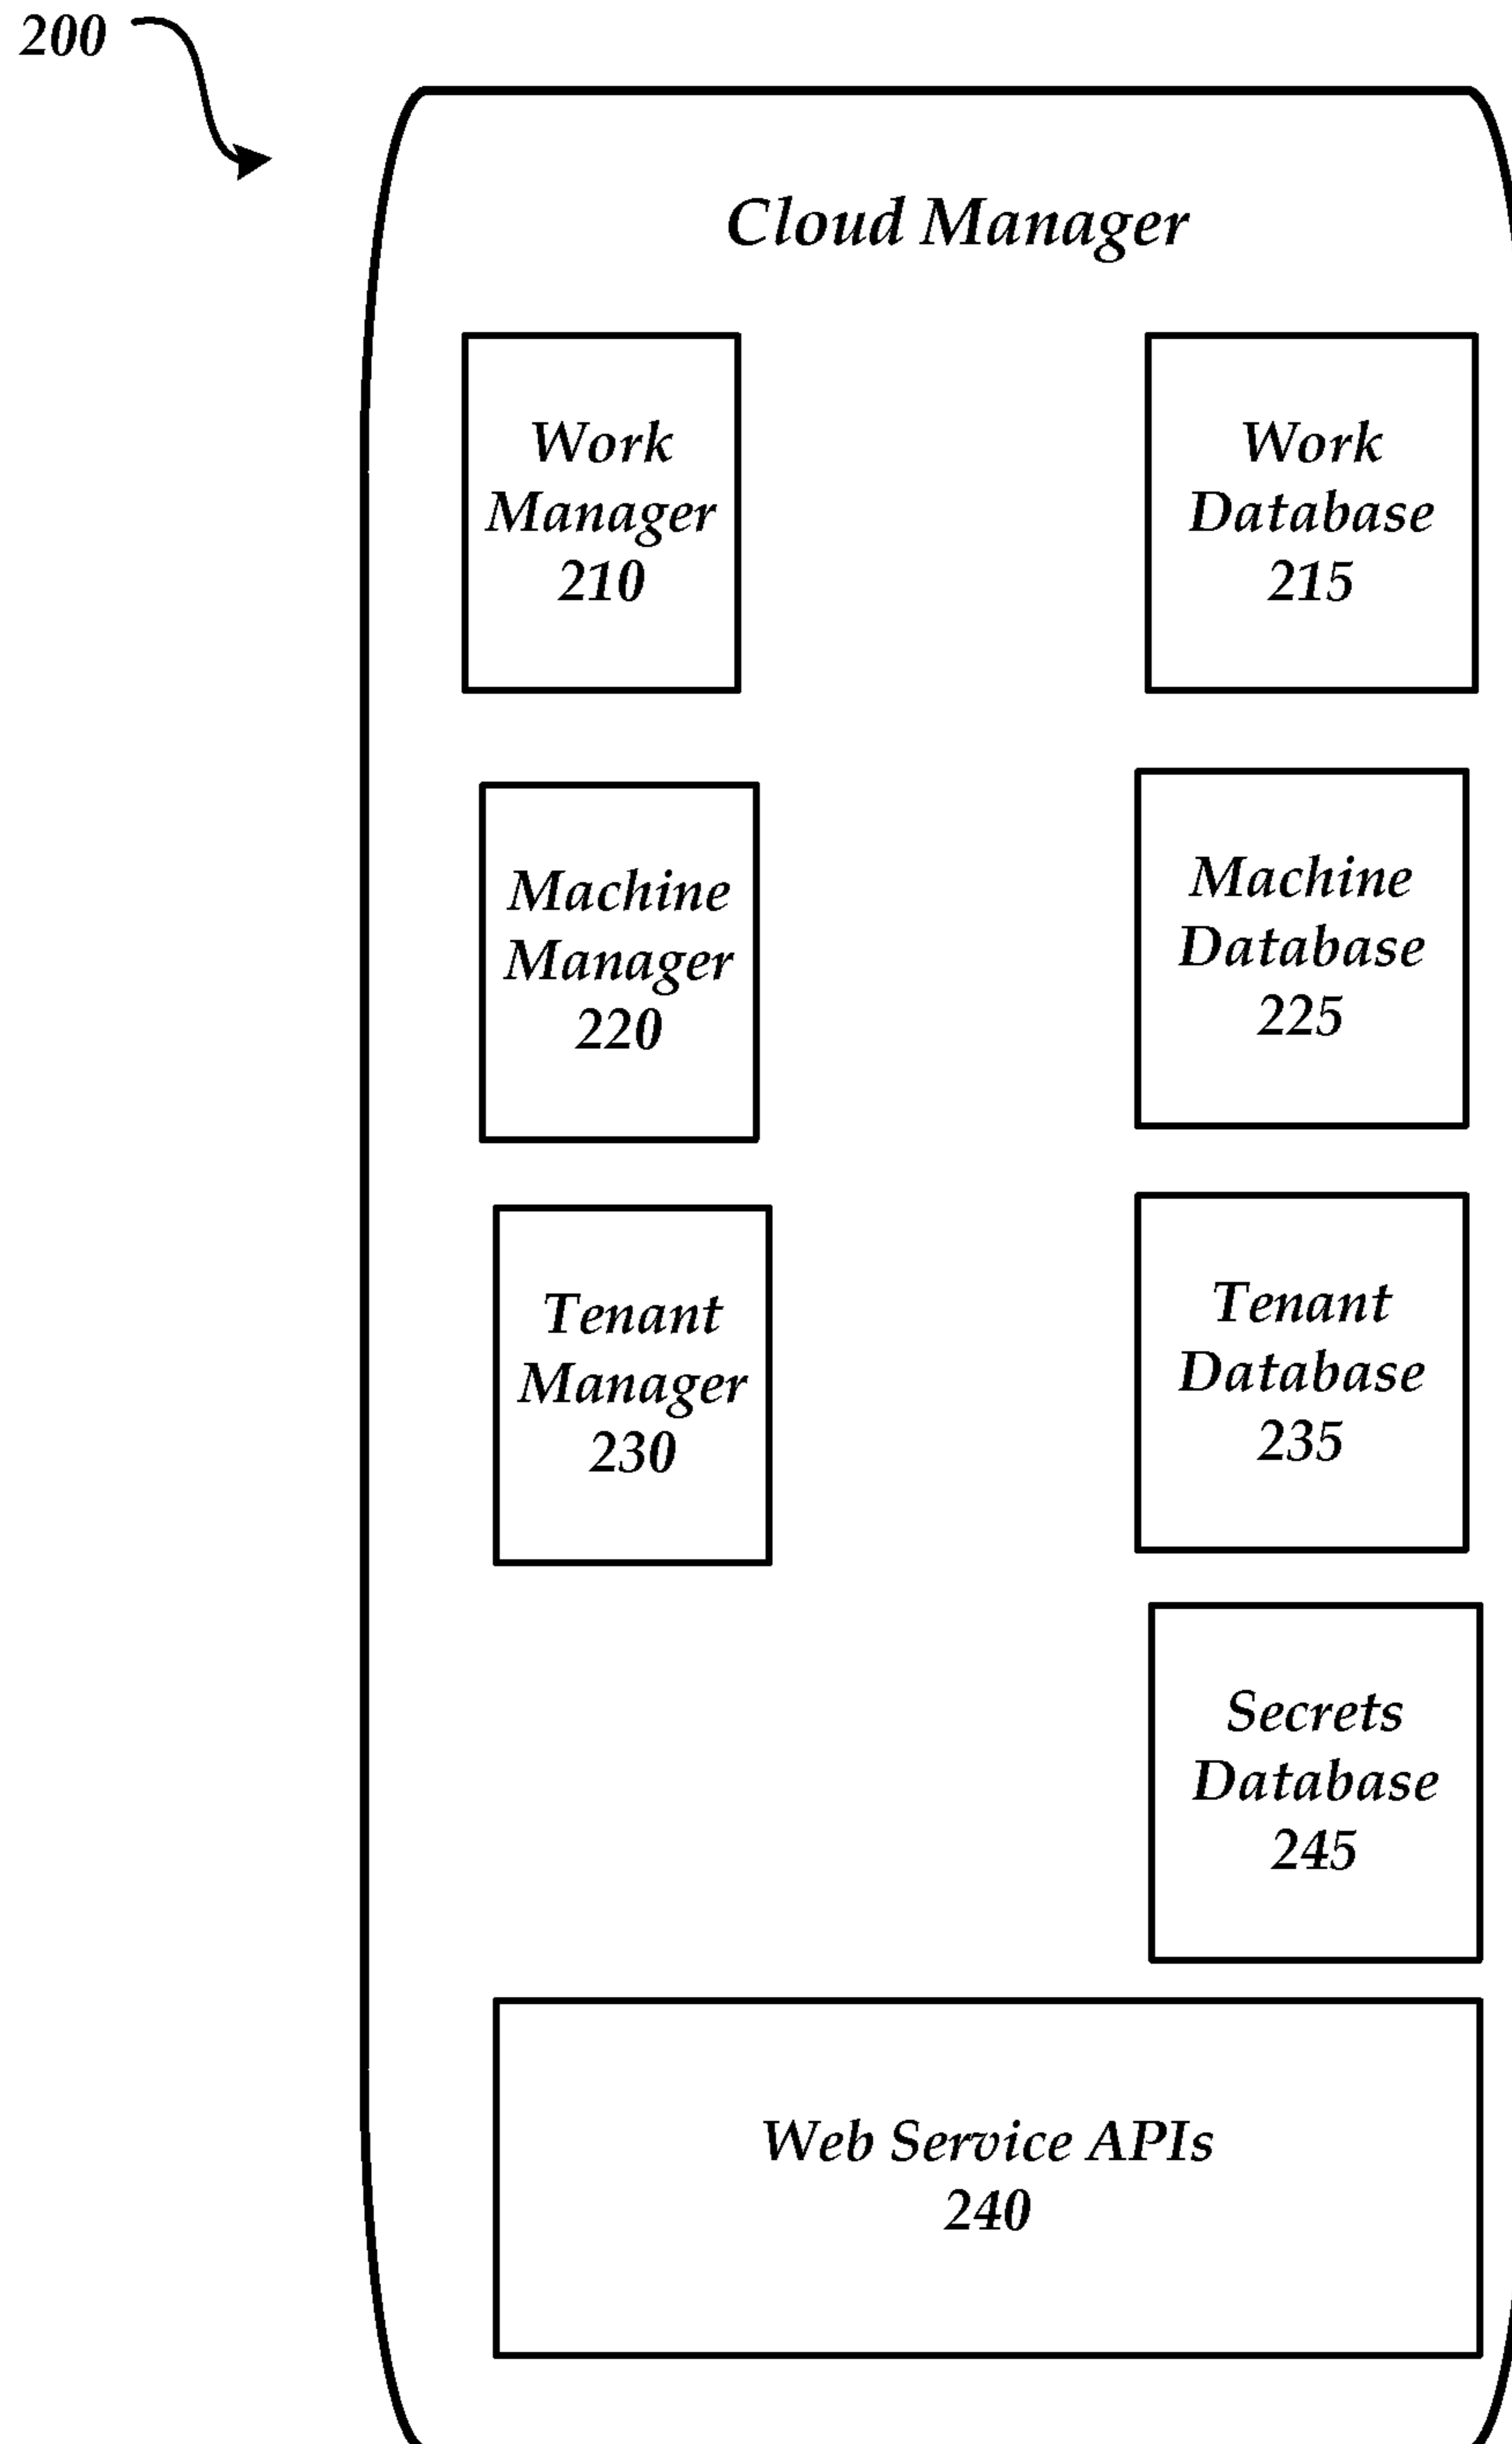 200
Cloud Manager
Work
Manager
210
Work
Database
215
Machine
Manager
220
Machine
Database
225
Tenant
Manager
230
Tenant
Database
235
Secrets
Database
245
Web Service APIs
240